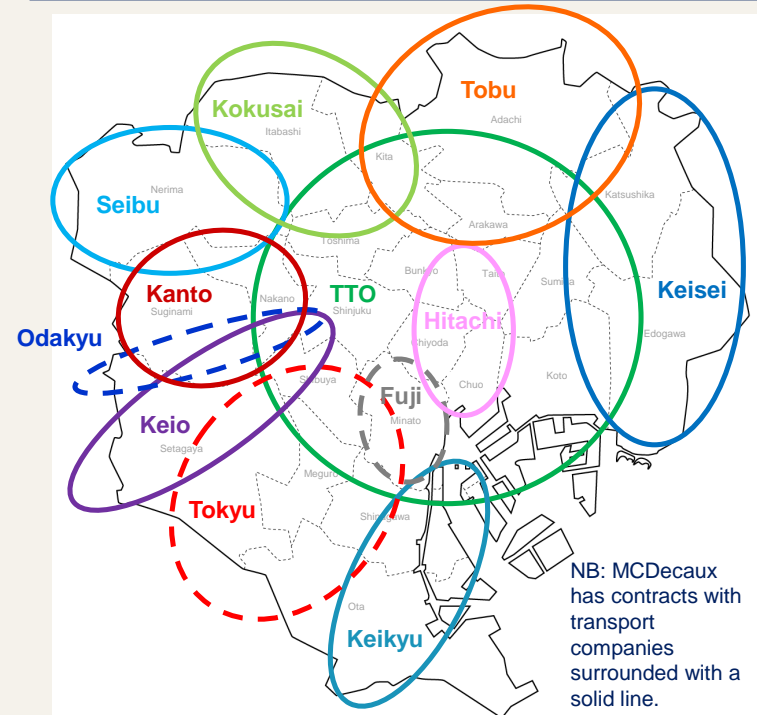 Tobu
Kokusai
Adachi
Itabashi
Kita
Nerima
Katsushika
Seibu
Arakawa
Toshima
Bunkyo
Taito
Sumida
Kanto
Nakano
TTO
Keisei
Suginami
Shinjuku
Hitachi
Odakyu
Chiyoda
Edogawa
Shibuya
Koto
Chuo
Fuji
Keio
Minato
Setagaya
Meguro
Tokyu
Shinagawa
NB: MCDecaux
has contracts with
transport
companies
surrounded with a
solid line.
Ota
Keikyu